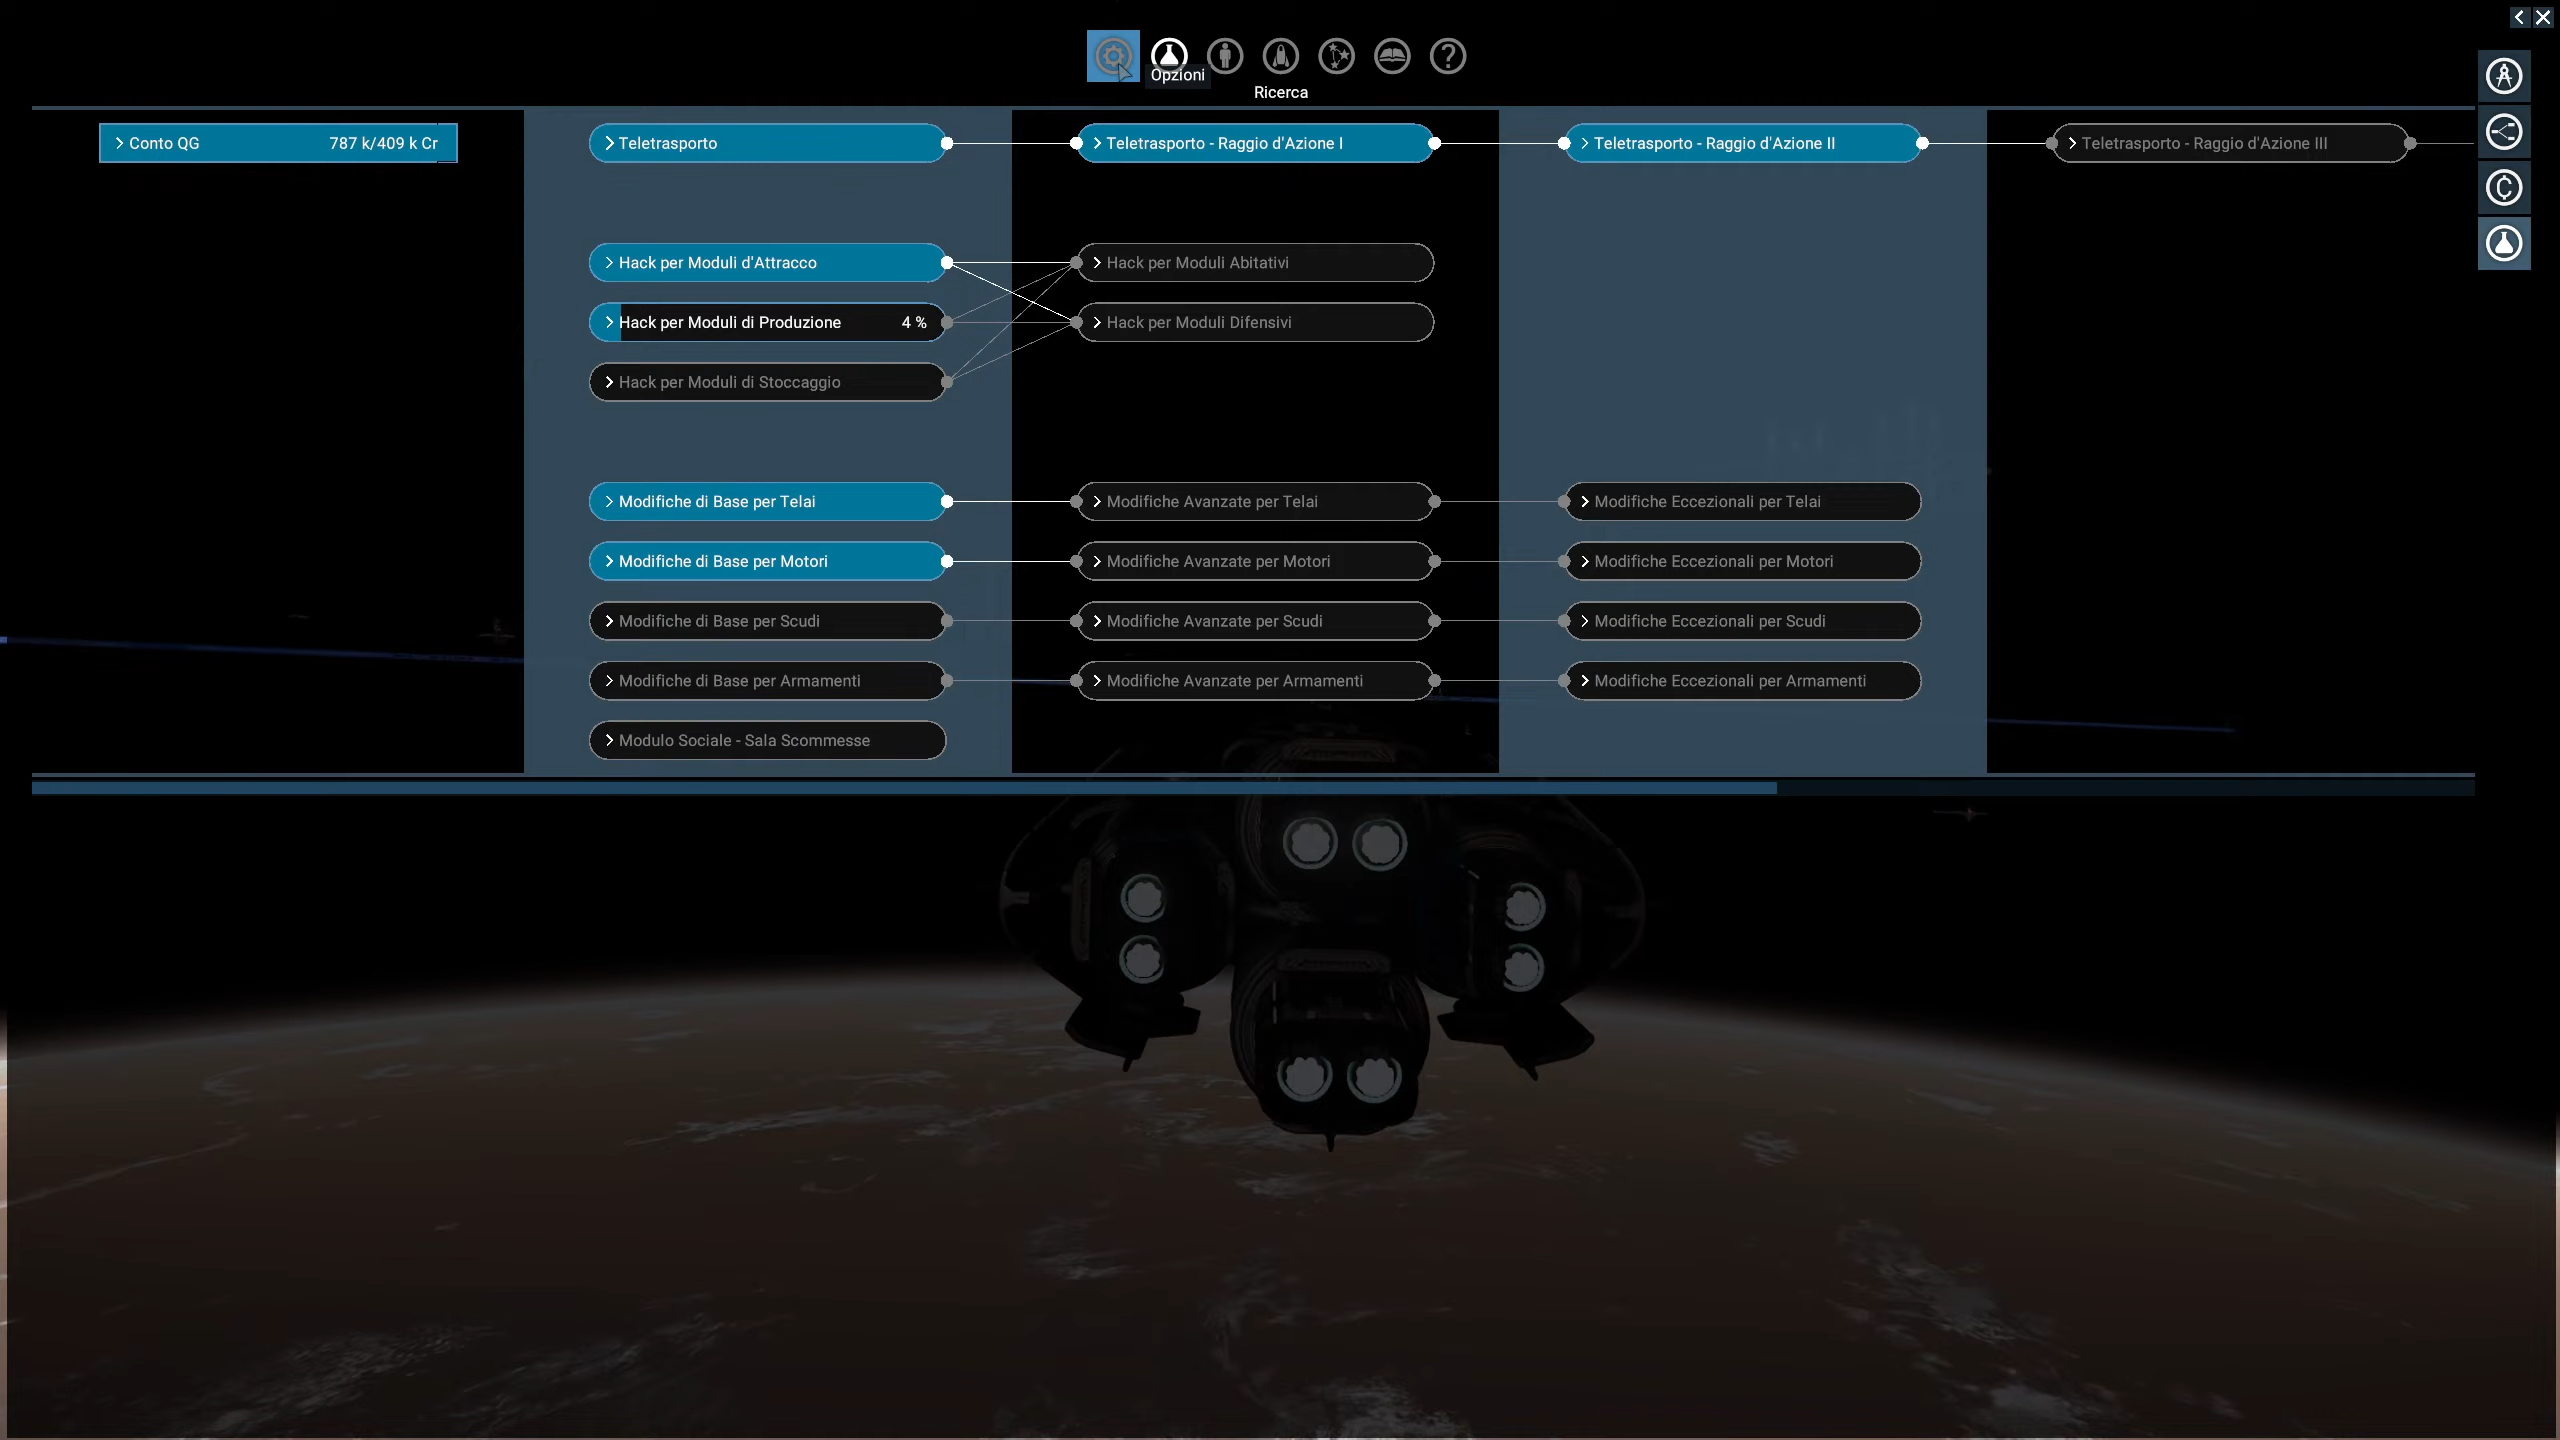 Opzioni
Ricerca
Conto QG 787 k/409 k Cr
Teletrasporto
Teletrasporto - Raggio d'Azione I
Teletrasporto - Raggio d'Azione II
Teletrasporto - Raggio d'Azione III
Hack per Moduli d'Attracco
Hack per Moduli Abitativi
Hack per Moduli di Produzione 4 %
Hack per Moduli Difensivi
Hack per Moduli di Stoccaggio
Modifiche di Base per Telai
Modifiche Avanzate per Telai
Modifiche Eccezionali per Telai
Modifiche di Base per Motori
Modifiche Avanzate per Motori
Modifiche Eccezionali per Motori
Modifiche di Base per Scudi
Modifiche Avanzate per Scudi
Modifiche Eccezionali per Scudi
Modifiche di Base per Armamenti
Modifiche Avanzate per Armamenti
Modifiche Eccezionali per Armamenti
Modulo Sociale - Sala Scommesse